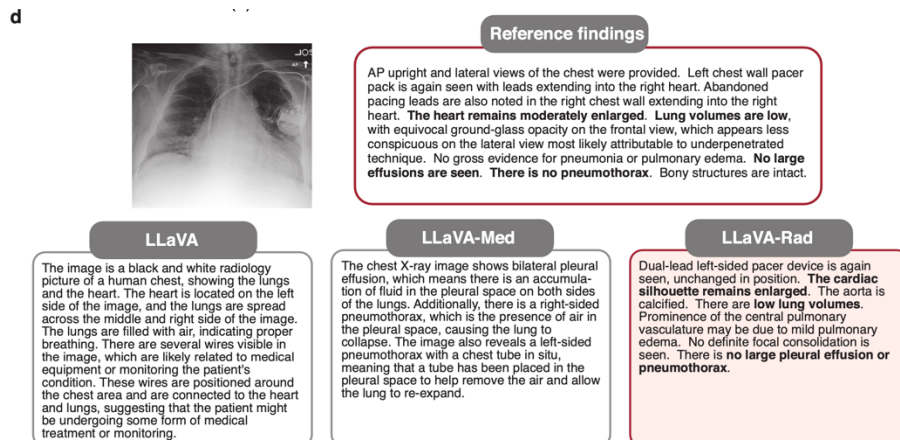 d
Reference findings
AP upright and lateral views of the chest were provided. Left chest wall pacer
pack is again seen with leads extending into the right heart. Abandoned
pacing leads are also noted in the right chest wall extending into the right
heart. The heart remains moderately enlarged. Lung volumes are low,
with equivocal ground-glass opacity on the frontal view, which appears less
conspicuous on the lateral view most likely attributable to underpenetrated
technique. No gross evidence for pneumonia or pulmonary edema. No large
effusions are seen. There is no pneumothorax. Bony structures are intact.
LLaVA
The image is a black and white radiology
picture of a human chest, showing the lungs
and the heart. The heart is located on the left
side of the image, and the lungs are spread
across the middle and right side of the image.
The lungs are filled with air, indicating proper
breathing. There are several wires visible in
the image, which are likely related to medical
equipment or monitoring the patient's
condition. These wires are positioned around
the chest area and are connected to the heart
and lungs, suggesting that the patient might
be undergoing some form of medical
treatment or monitoring.
LLaVA-Med
The chest X-ray image shows bilateral pleural
effusion, which means there is an accumula-
tion of fluid in the pleural space on both sides
of the lungs. Additionally, there is a right-sided
pneumothorax, which is the presence of air in
the pleural space, causing the lung to
collapse. The image also reveals a left-sided
pneumothorax with a chest tube in situ,
meaning that a tube has been placed in the
pleural space to help remove the air and allow
the lung to re-expand.
LLaVA-Rad
Dual-lead left-sided pacer device is again
seen, unchanged in position. The cardiac
silhouette remains enlarged. The aorta is
calcified. There are low lung volumes.
Prominence of the central pulmonary
vasculature may be due to mild pulmonary
edema. No definite focal consolidation is
seen. There is no large pleural effusion or
pneumothorax.